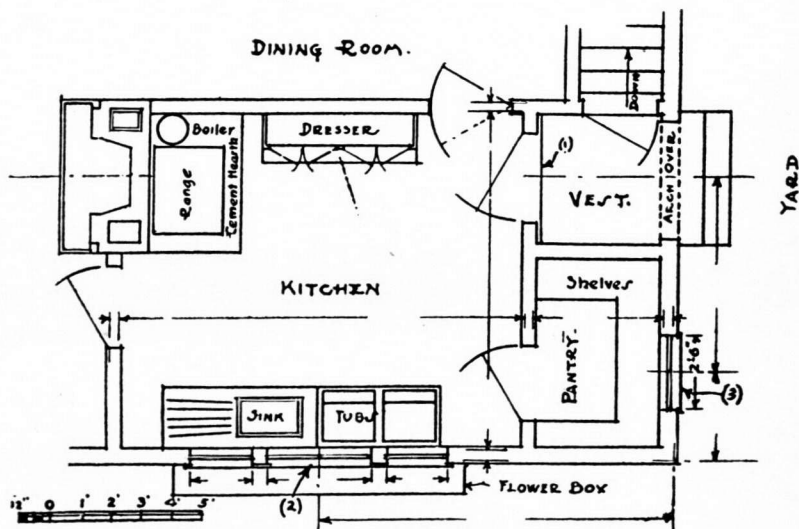 DINING ROOM.
DOWN
Boiler
Range
Cement Hearth
DRESSER
(1)
VEST.
ARCH OVER
YARD
KITCHEN
Shelves
PANTRY.
2'6"
(3)
SINK
TUBS
FLOWER BOX
(2)
12" 0 1' 2' 3' 4' 5'